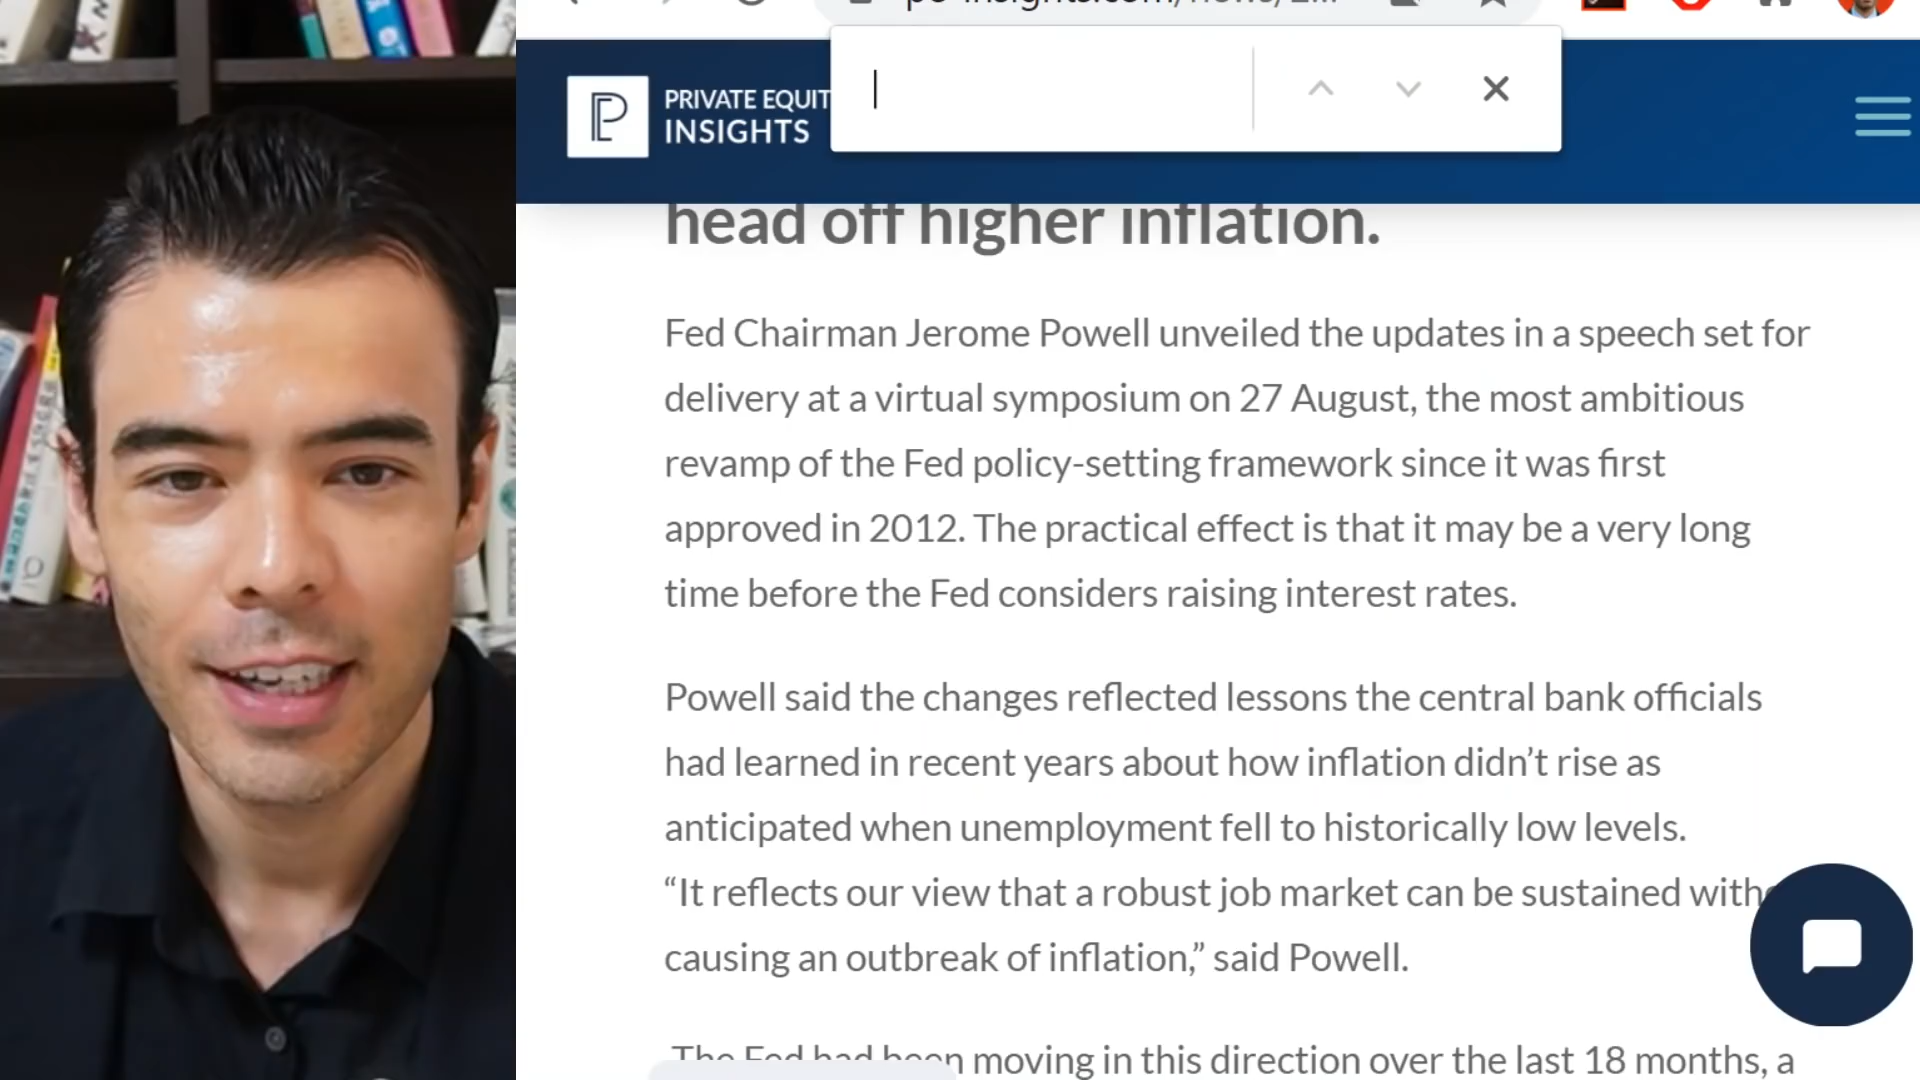 PRIVATE EQUIT
INSIGHTS
head off higher inflation.
Fed Chairman Jerome Powell unveiled the updates in a speech set for
delivery at a virtual symposium on 27 August, the most ambitious
revamp of the Fed policy-setting framework since it was first
approved in 2012. The practical effect is that it may be a very long
time before the Fed considers raising interest rates.
Powell said the changes reflected lessons the central bank officials
had learned in recent years about how inflation didn’t rise as
anticipated when unemployment fell to historically low levels.
“It reflects our view that a robust job market can be sustained with
causing an outbreak of inflation,” said Powell.
The Fed had been moving in this direction over the last 18 months, a